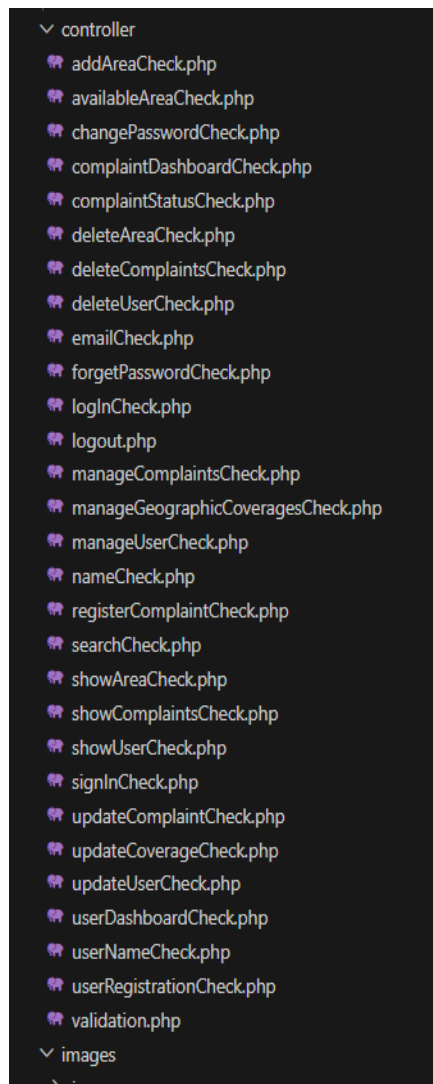 controller
addAreaCheck.php
availableAreaCheck.php
changePasswordCheck.php
complaintDashboardCheck.php
complaintStatusCheck.php
deleteAreaCheck.php
deleteComplaintsCheck.php
deleteUserCheck.php
emailCheck.php
forgetPasswordCheck.php
logInCheck.php
logout.php
manageComplaintsCheck.php
manageGeographicCoveragesCheck.php
manageUserCheck.php
nameCheck.php
registerComplaintCheck.php
searchCheck.php
showAreaCheck.php
showComplaintsCheck.php
showUserCheck.php
signInCheck.php
updateComplaintCheck.php
updateCoverageCheck.php
updateUserCheck.php
userDashboardCheck.php
userNameCheck.php
userRegistrationCheck.php
validation.php
images